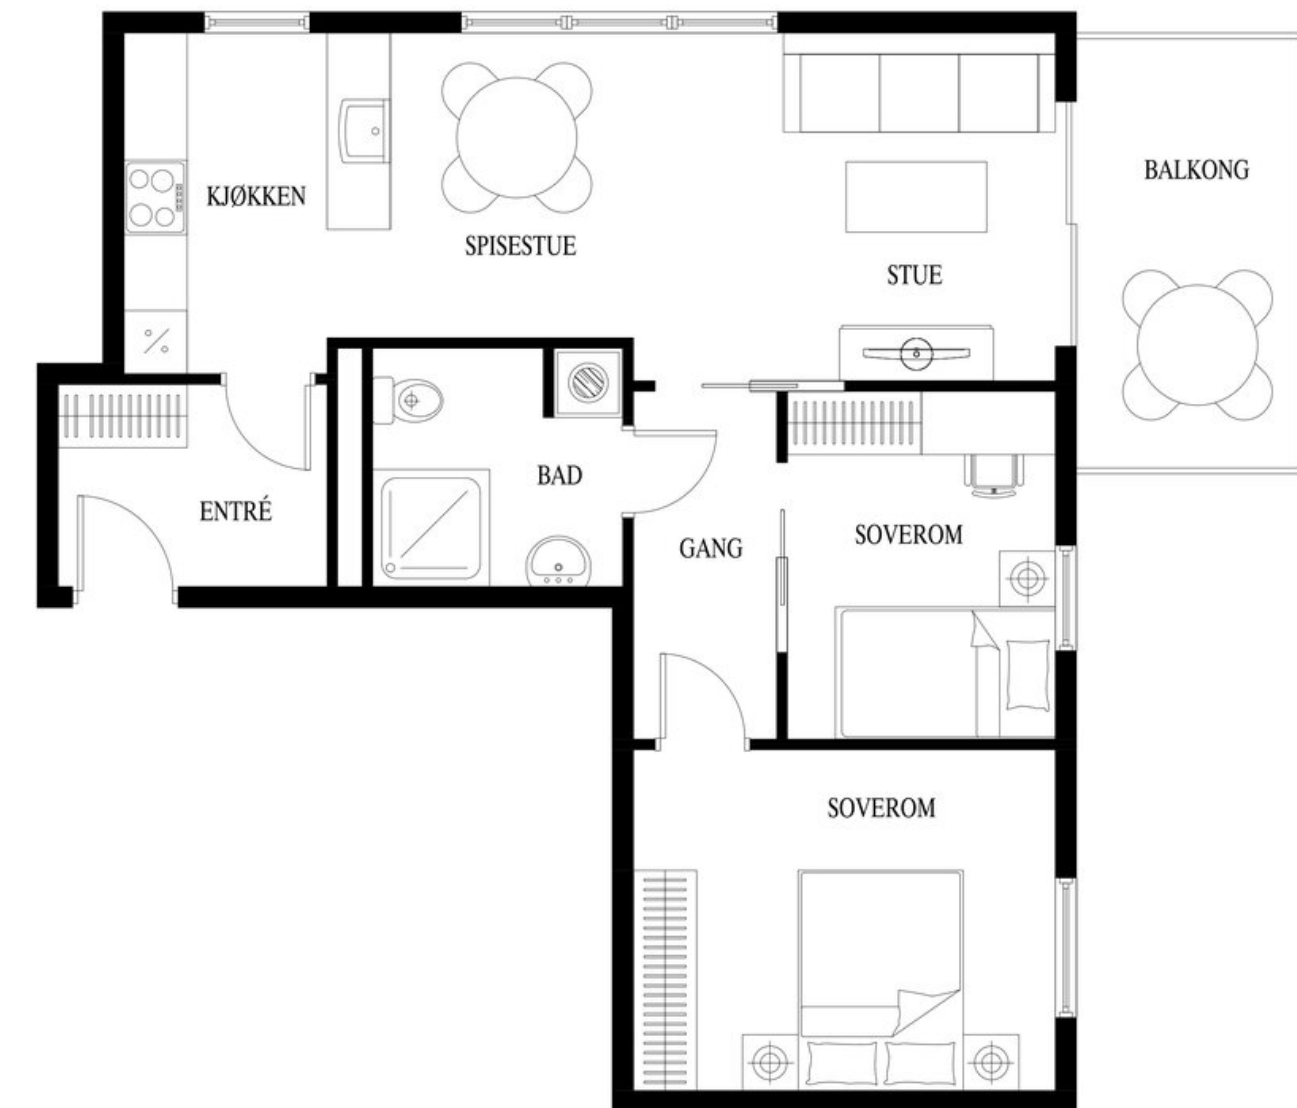 BALKONG
KJØKKEN
SPISESTUE
STUE
BAD
ENTRÉ
GANG
SOVEROM
SOVEROM